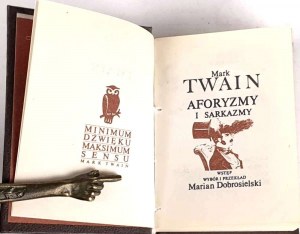 MINIMUM
DŹWIĘKU
MAKSIMUM
SENSU
MARK TWAIN
Mark
TWAIN
AFORYZMY
I SARKAZMY
WSTĘP
WYBÓR I PRZEKŁAD
Marian Dobrosielski